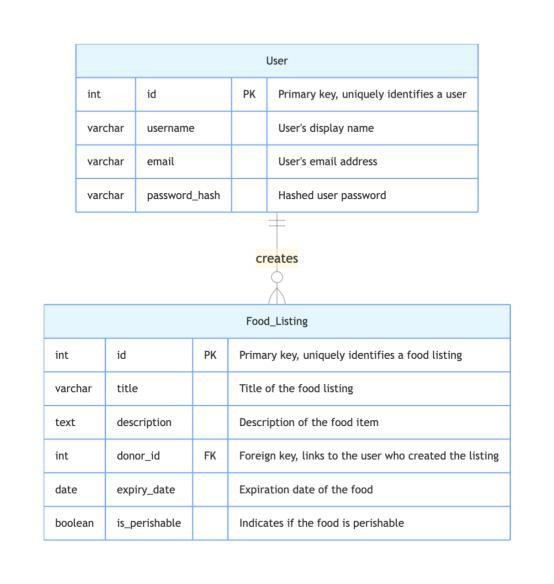 User
int id PK Primary key, uniquely identifies a user
varchar username User's display name
varchar email User's email address
varchar password_hash Hashed user password
creates
Food_Listing
int id PK Primary key, uniquely identifies a food listing
varchar title Title of the food listing
text description Description of the food item
int donor_id FK Foreign key, links to the user who created the listing
date expiry_date Expiration date of the food
boolean is_perishable Indicates if the food is perishable